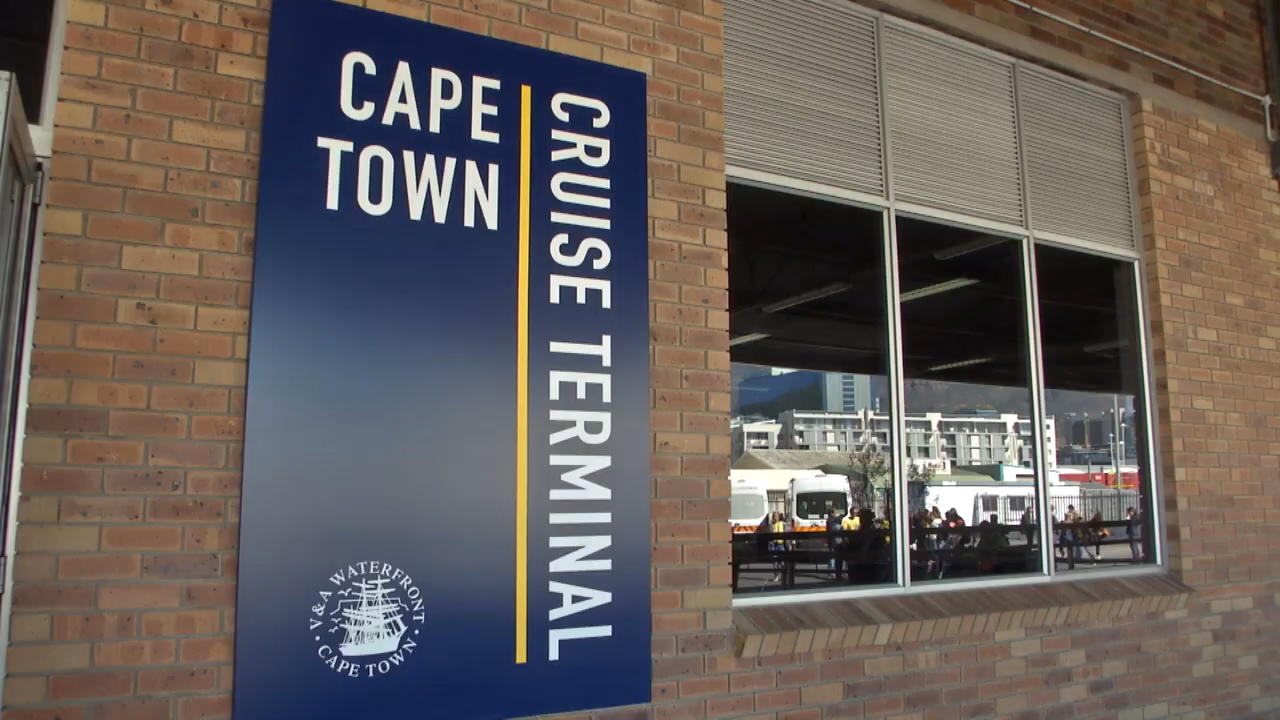 CAPE
TOWN
CRUISE TERMINAL
V&A WATERFRONT
• CAPE TOWN •